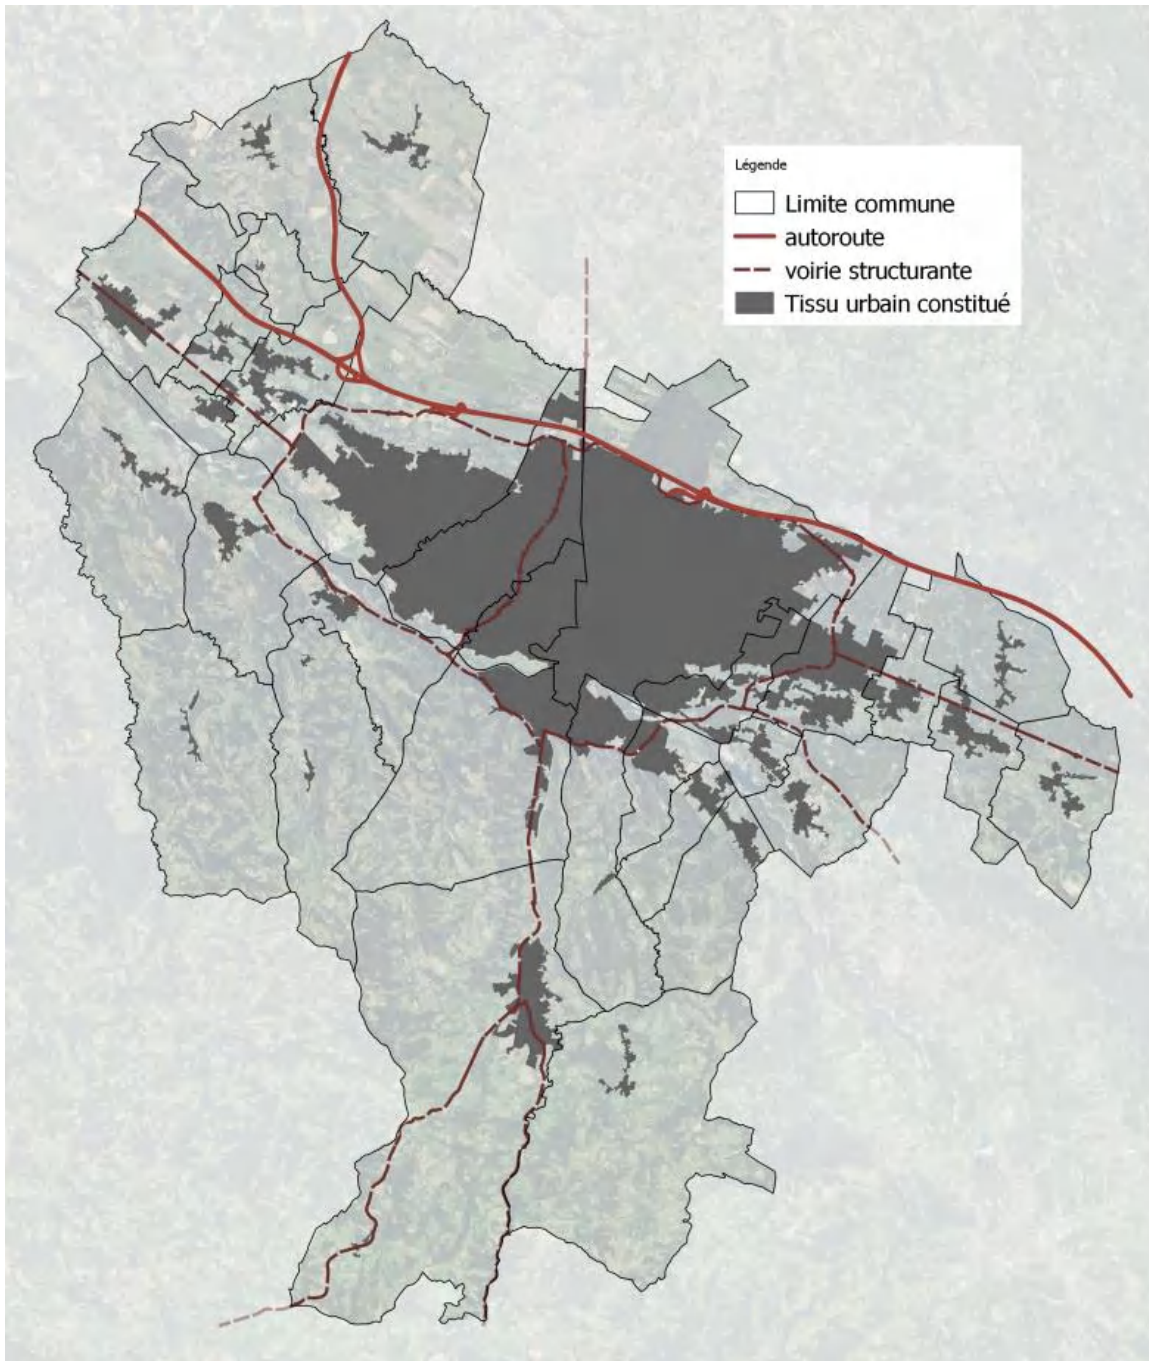 Légende
Limite commune
autoroute
voirie structurante
Tissu urbain constitué